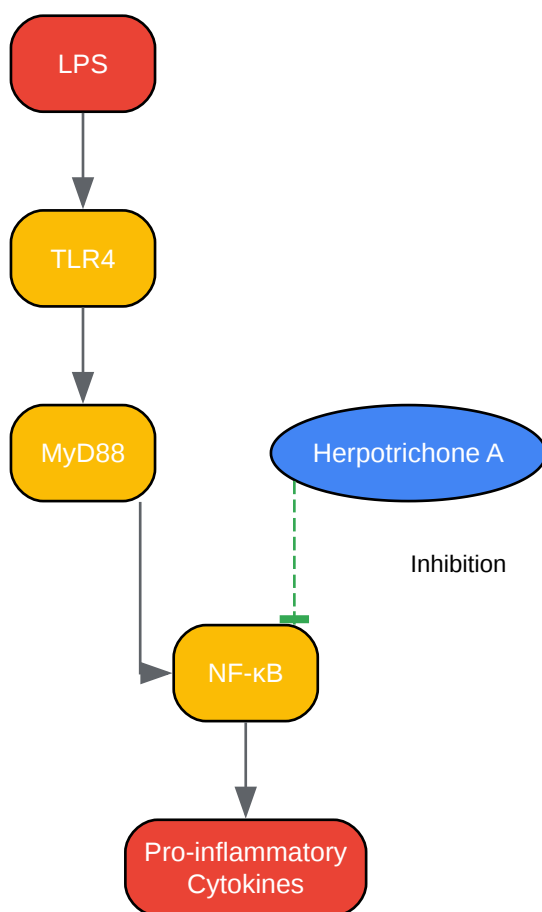 LPS
TLR4
MyD88
Herpotrichone A
Inhibition
NF-κB
Pro-inflammatory
Cytokines